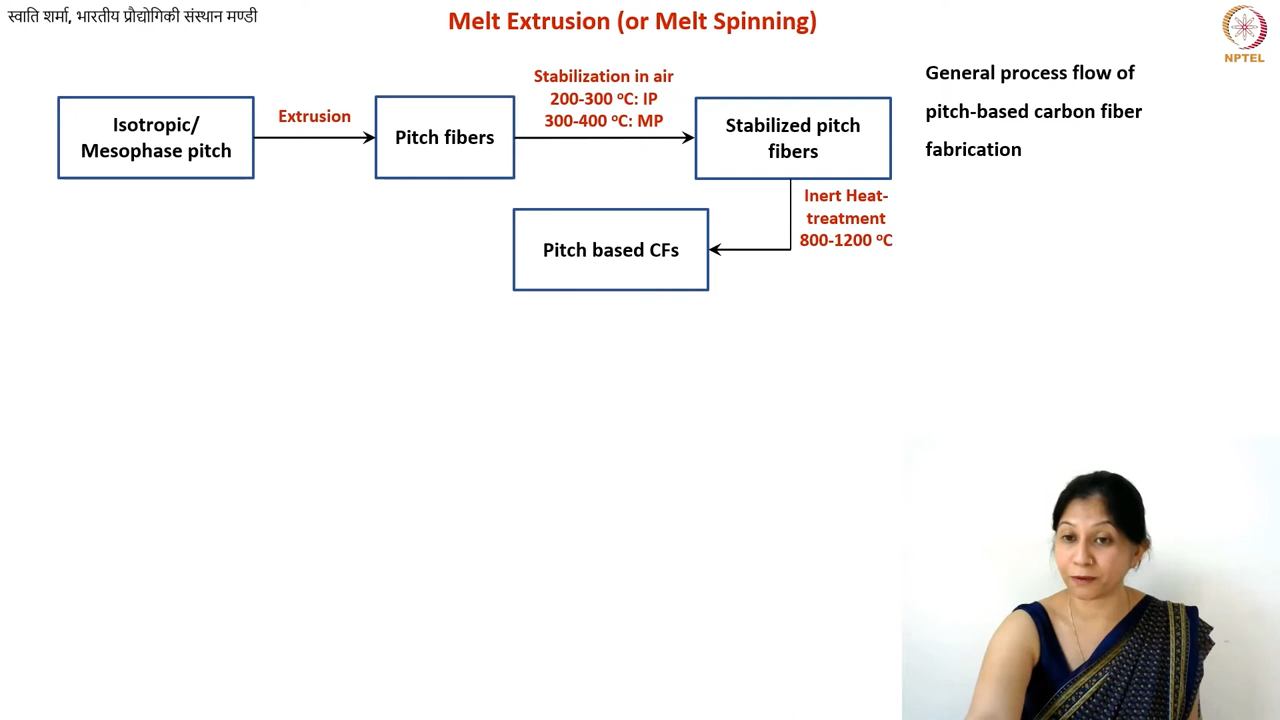 स्वाति शर्मा, भारतीय प्रौद्योगिकी संस्थान मण्डी
Melt Extrusion (or Melt Spinning)
NPTEL
Isotropic/
Mesophase pitch
Extrusion
Pitch fibers
Stabilization in air
200-300 ºC: IP
300-400 ºC: MP
Stabilized pitch
fibers
General process flow of
pitch-based carbon fiber
fabrication
Inert Heat-
treatment
800-1200 ºC
Pitch based CFs